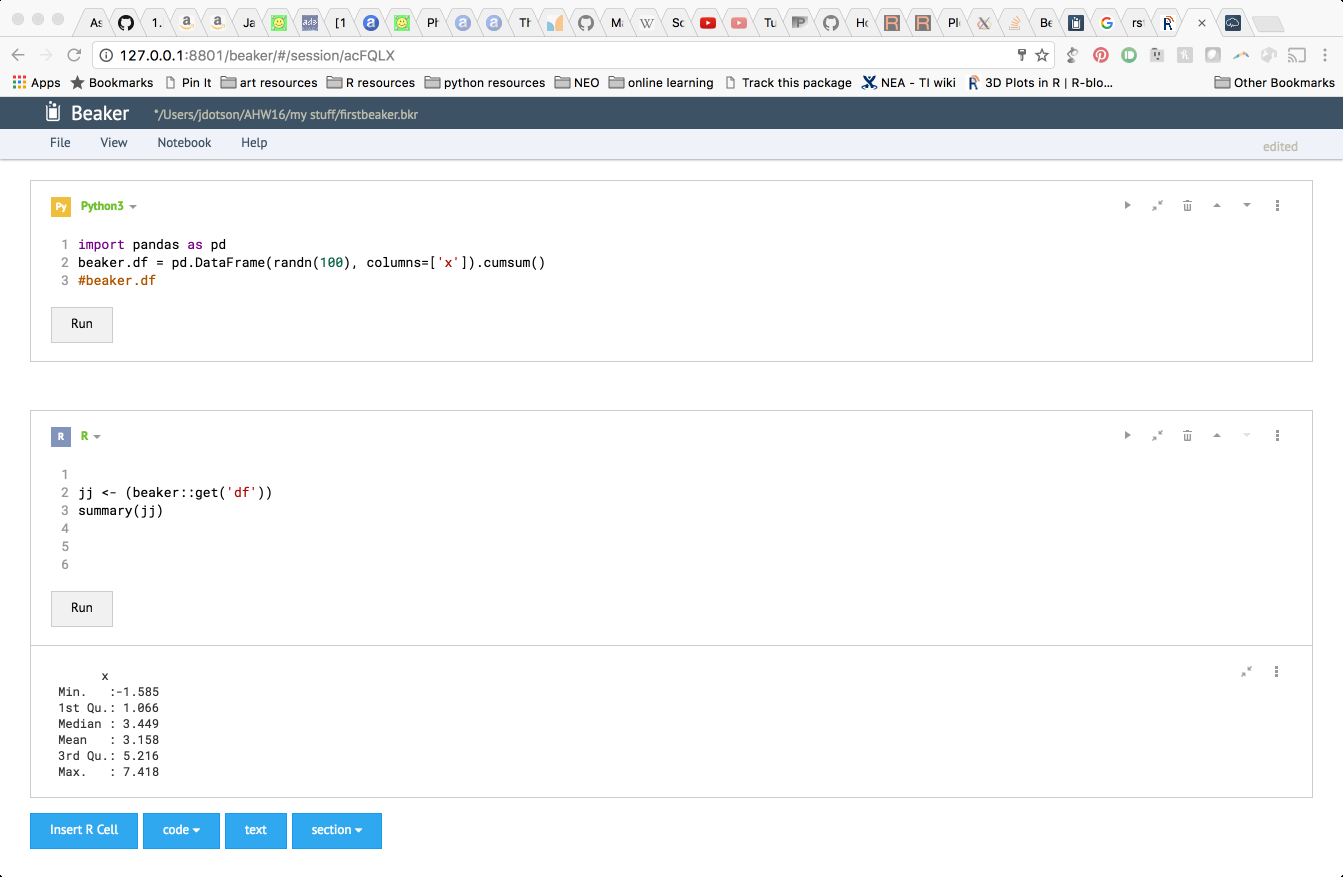 As 1. Ja ads [1 a Ph a a Th Ma W Sc Tu P Ho R R Pl X Be G rs R
127.0.0.1:8801/beaker/#/session/acFQLX
Apps Bookmarks Pin It art resources R resources python resources NEO online learning Track this package NEA - TI wiki 3D Plots in R | R-blo... Other Bookmarks
Beaker */Users/jdotson/AHW16/my stuff/firstbeaker.bkr
File View Notebook Help edited
Py Python3
1 import pandas as pd
2 beaker.df = pd.DataFrame(randn(100), columns=['x']).cumsum()
3 #beaker.df
Run
R R
1
2 jj <- (beaker::get('df'))
3 summary(jj)
4
5
6
Run
x
Min. :-1.585
1st Qu.: 1.066
Median : 3.449
Mean : 3.158
3rd Qu.: 5.216
Max. : 7.418
Insert R Cell code text section